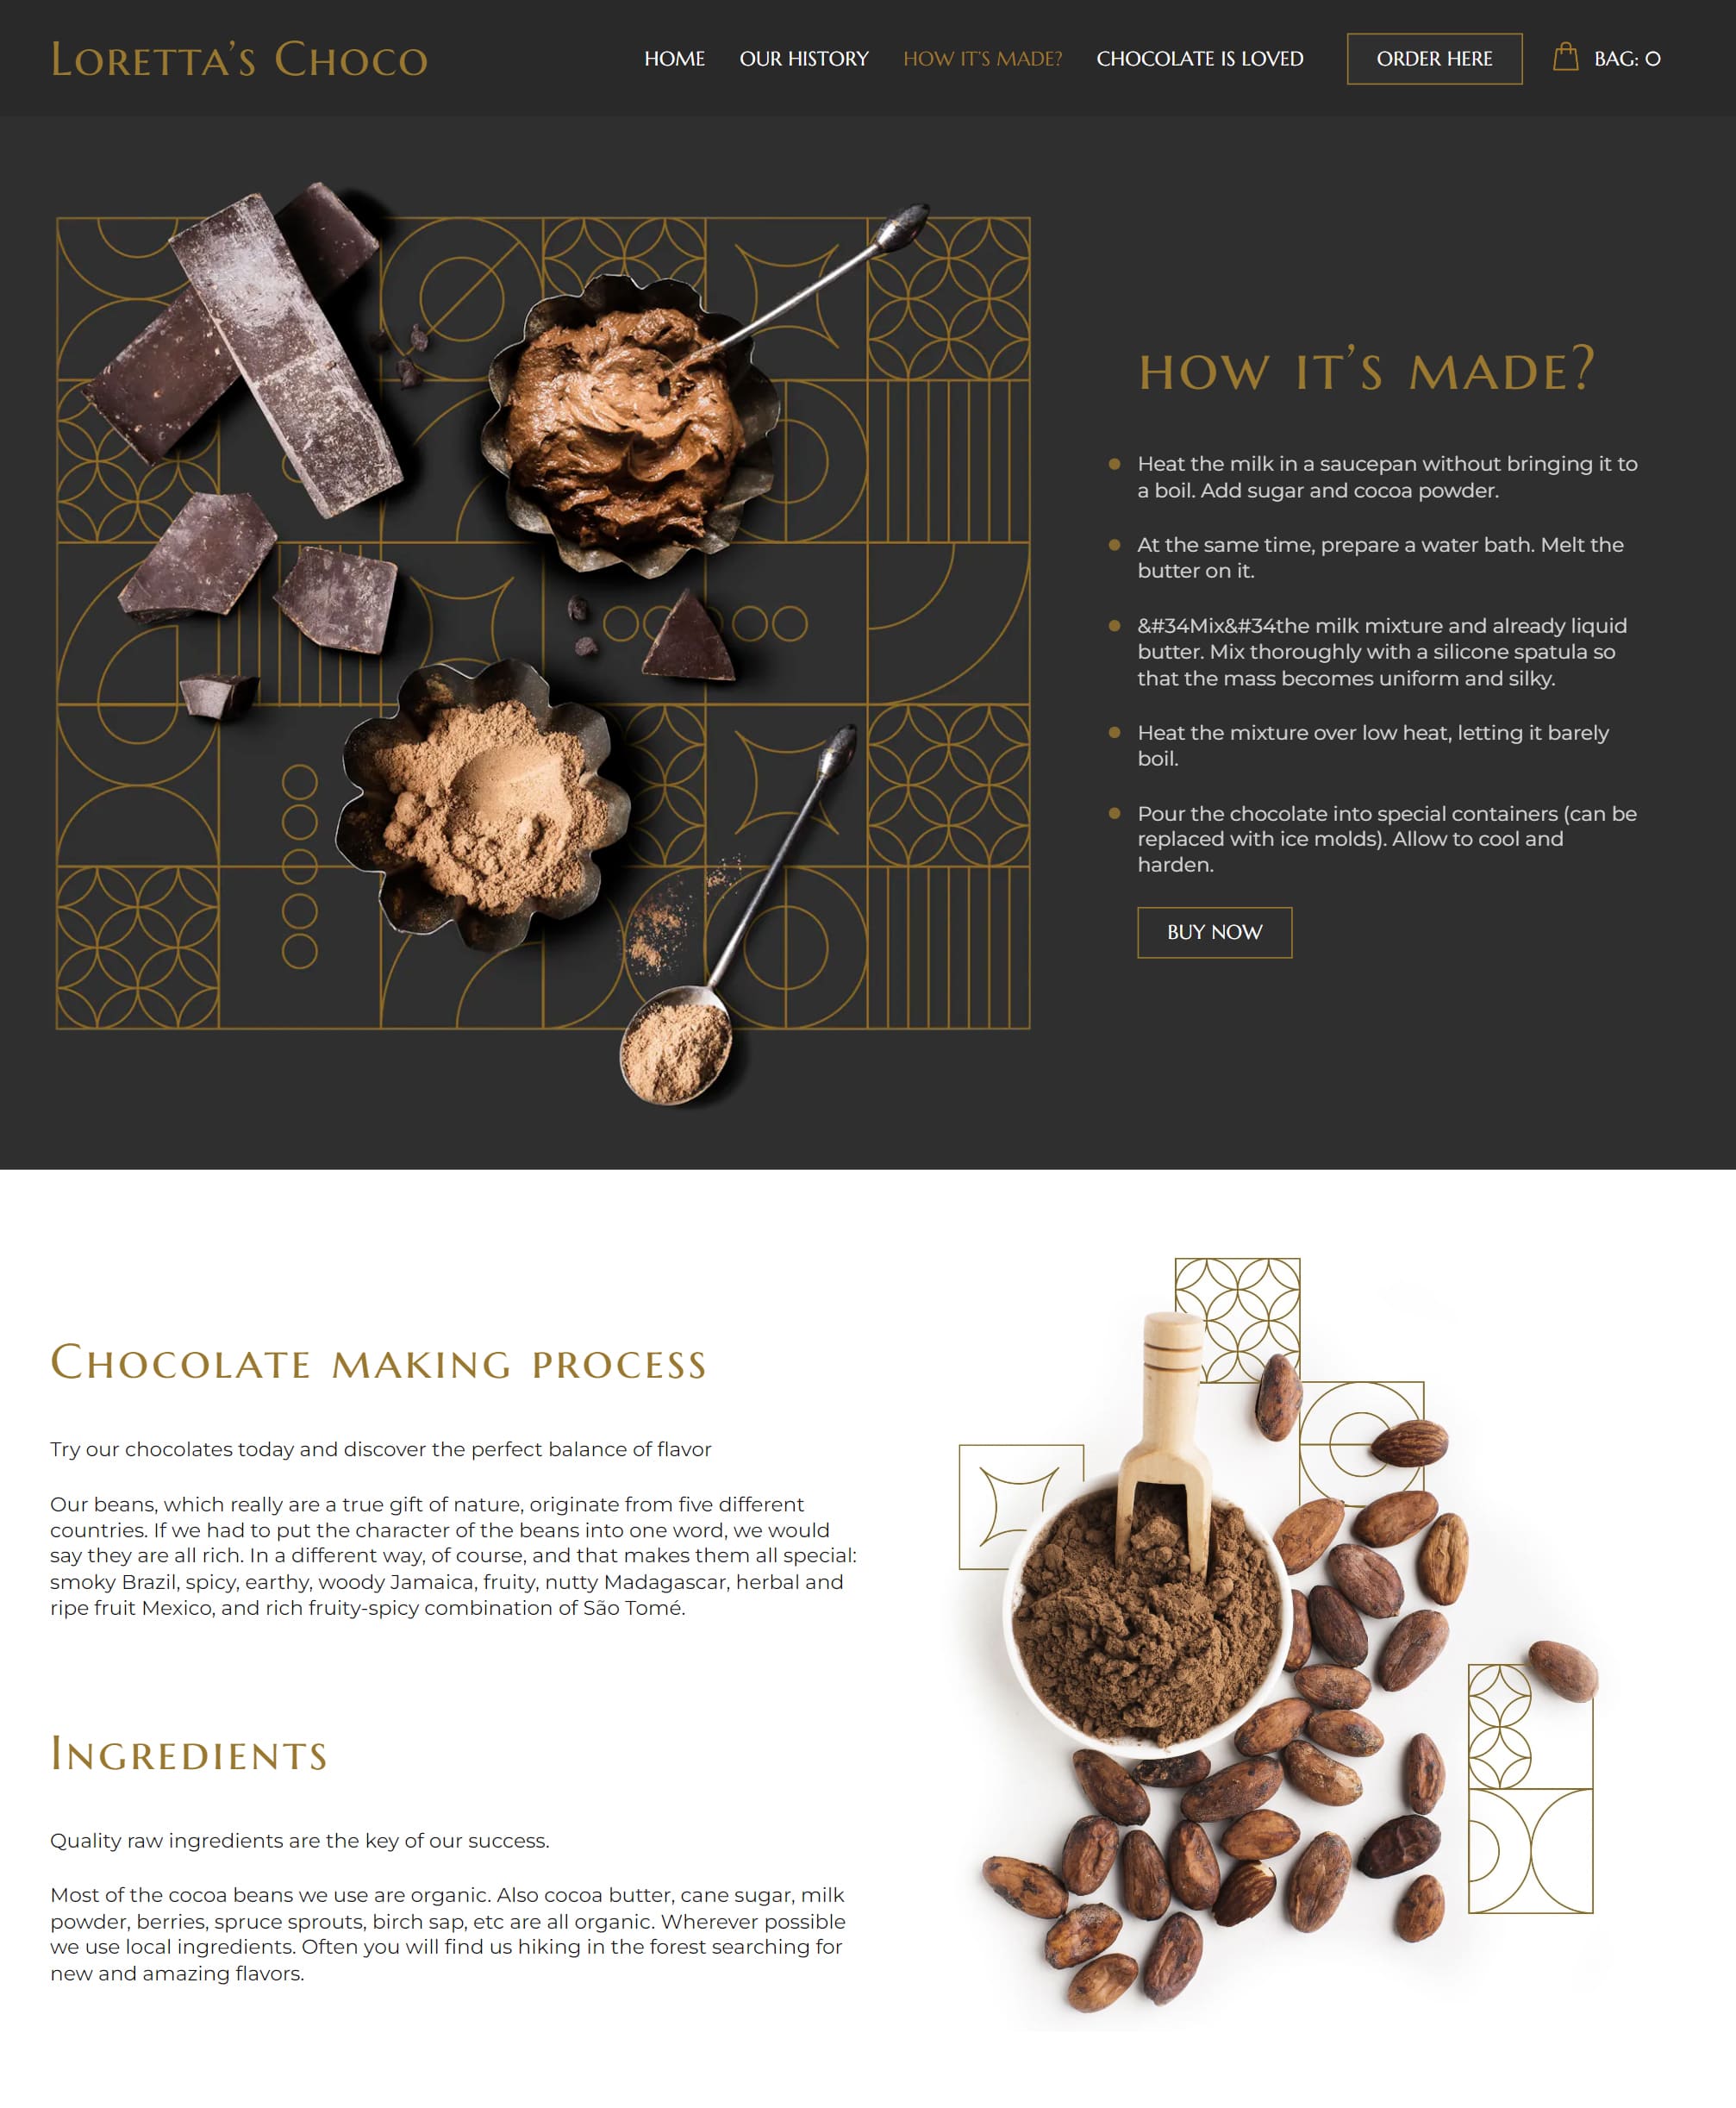 Loretta's Choco
HOME OUR HISTORY HOW IT'S MADE? CHOCOLATE IS LOVED ORDER HERE BAG: 0
HOW IT'S MADE?
Heat the milk in a saucepan without bringing it to
a boil. Add sugar and cocoa powder.
At the same time, prepare a water bath. Melt the
butter on it.
&#34Mix&#34the milk mixture and already liquid
butter. Mix thoroughly with a silicone spatula so
that the mass becomes uniform and silky.
Heat the mixture over low heat, letting it barely
boil.
Pour the chocolate into special containers (can be
replaced with ice molds). Allow to cool and
harden.
BUY NOW
Chocolate making process
Try our chocolates today and discover the perfect balance of flavor
Our beans, which really are a true gift of nature, originate from five different
countries. If we had to put the character of the beans into one word, we would
say they are all rich. In a different way, of course, and that makes them all special:
smoky Brazil, spicy, earthy, woody Jamaica, fruity, nutty Madagascar, herbal and
ripe fruit Mexico, and rich fruity-spicy combination of São Tomé.
Ingredients
Quality raw ingredients are the key of our success.
Most of the cocoa beans we use are organic. Also cocoa butter, cane sugar, milk
powder, berries, spruce sprouts, birch sap, etc are all organic. Wherever possible
we use local ingredients. Often you will find us hiking in the forest searching for
new and amazing flavors.